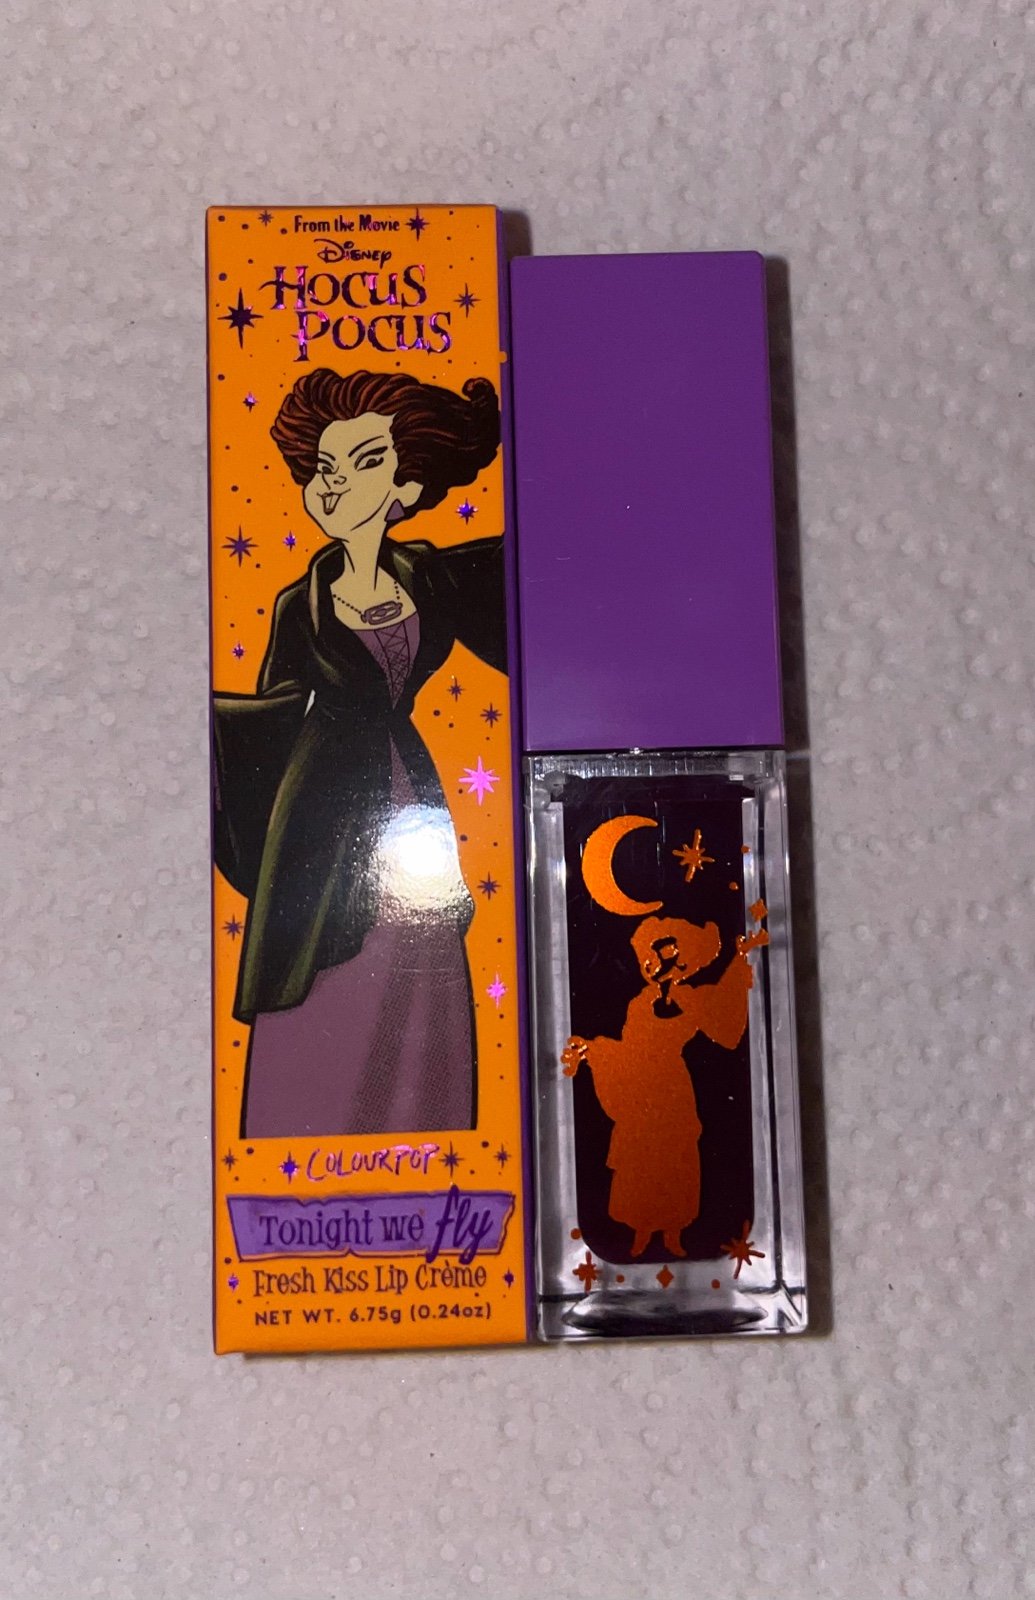 From the Movie
Disney
Hocus
Pocus
ColourPop
Tonight we fly
Fresh Kiss Lip Crème
NET WT. 6.75g (0.24oz)